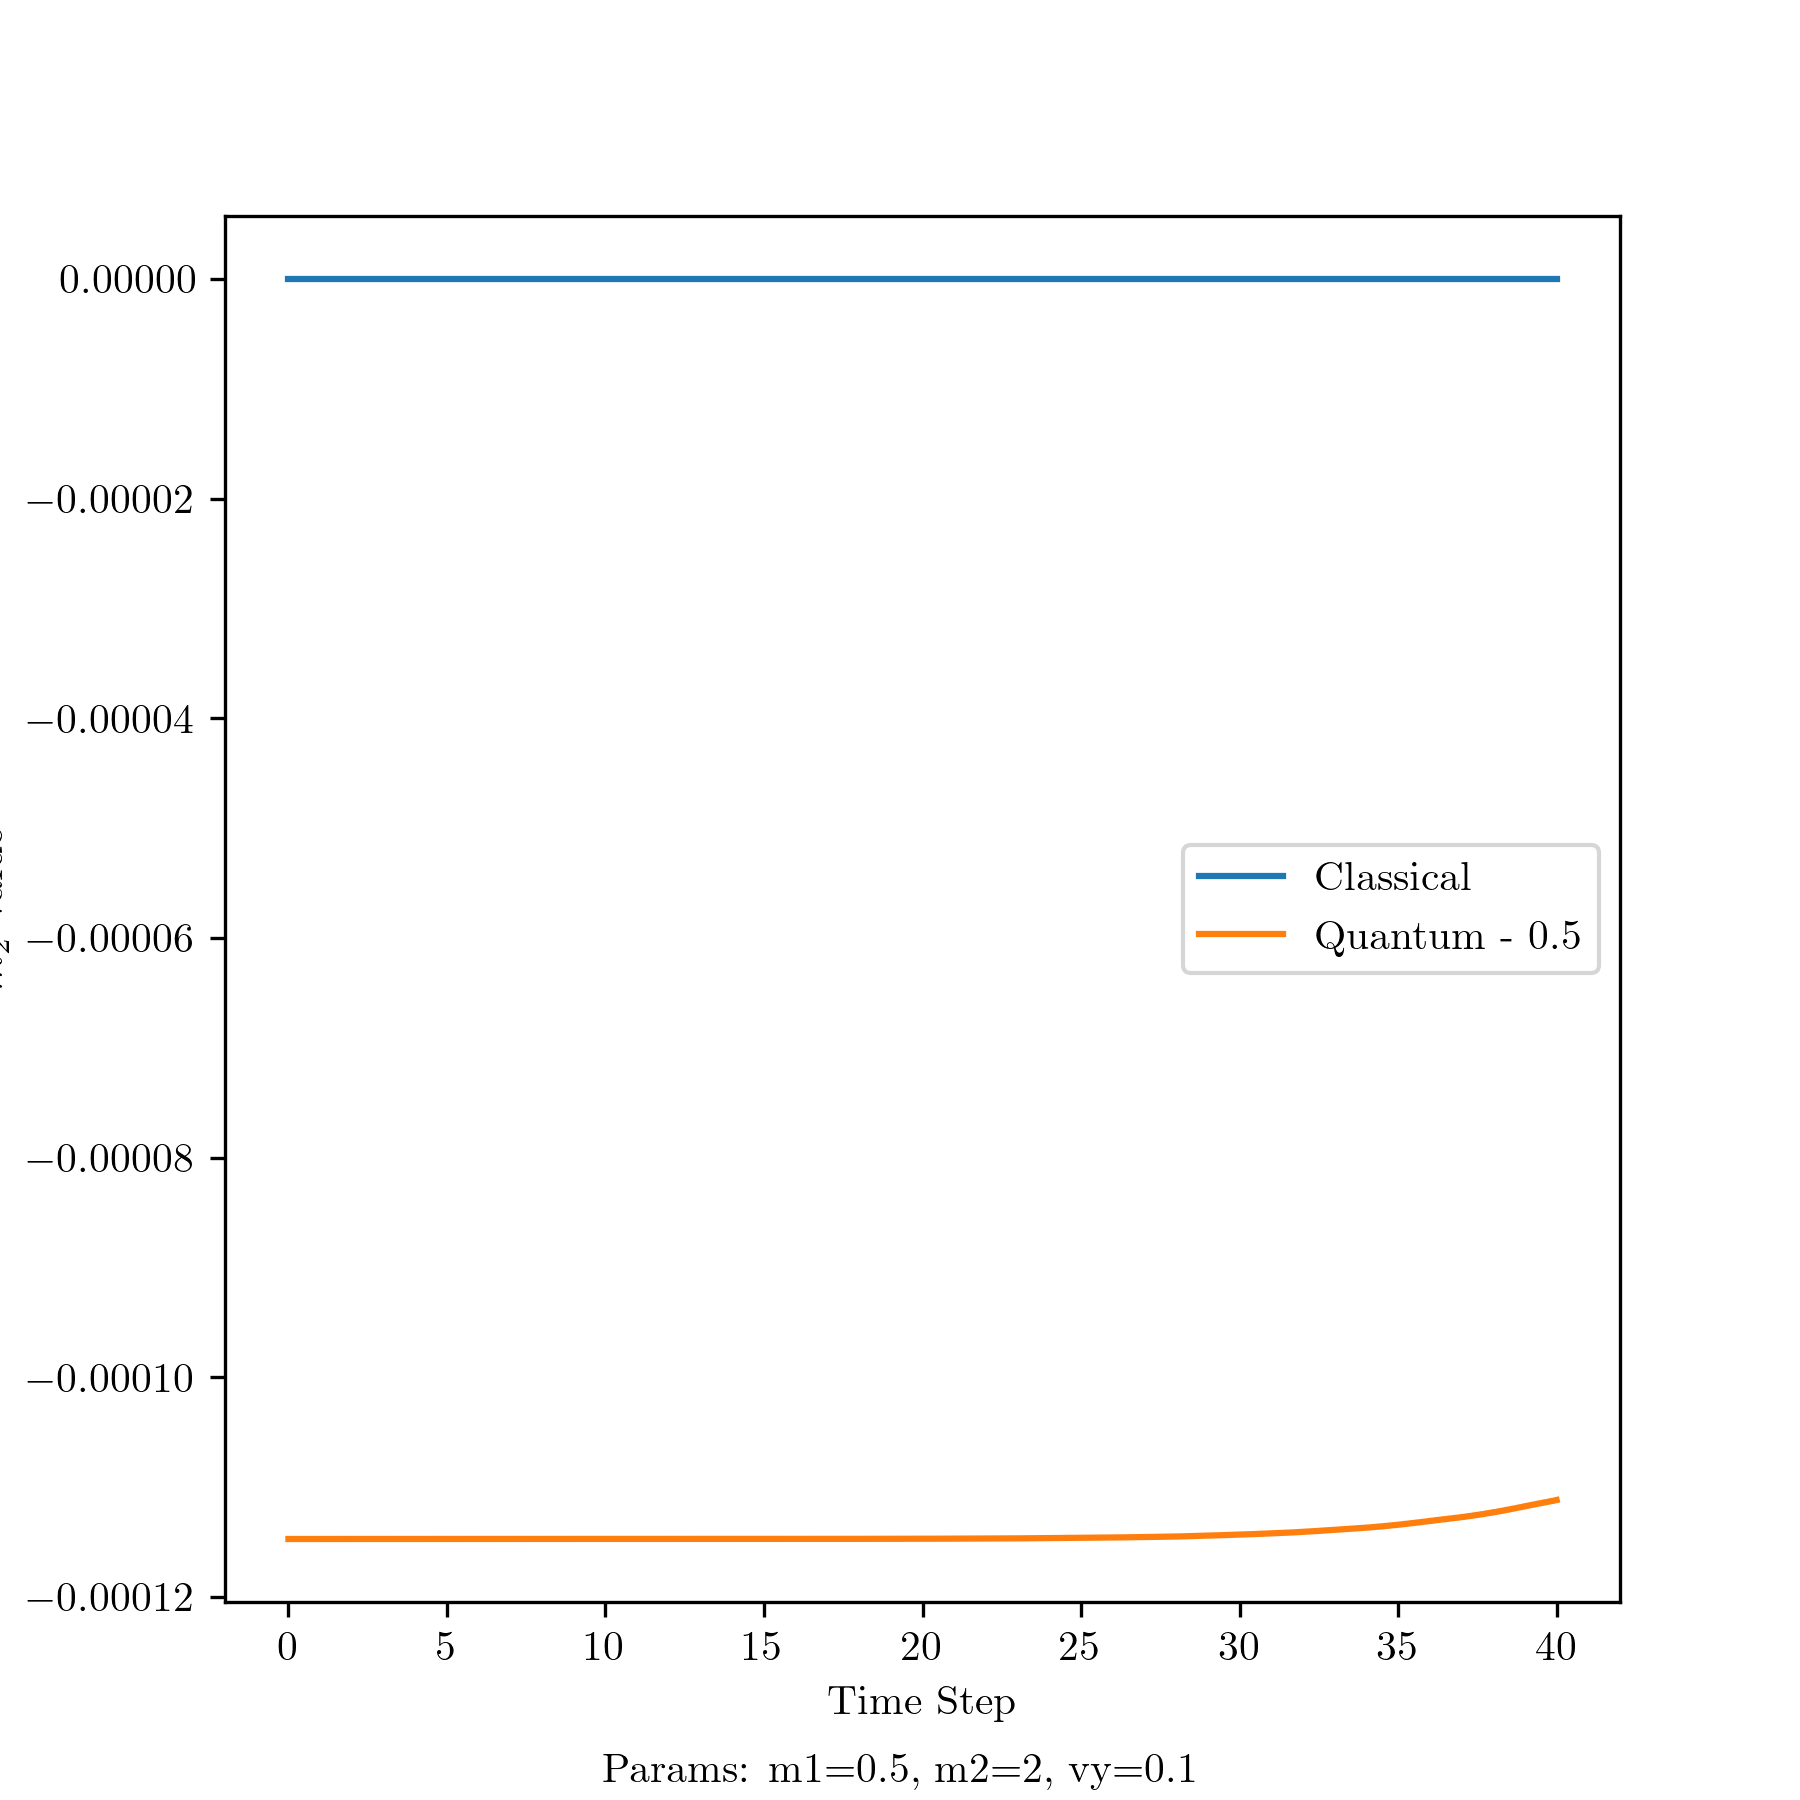 0.00000
−0.00002
−0.00004
−0.00006
−0.00008
−0.00010
−0.00012
Classical
Quantum - 0.5
0 5 10 15 20 25 30 35 40
Time Step
Params: m1=0.5, m2=2, vy=0.1